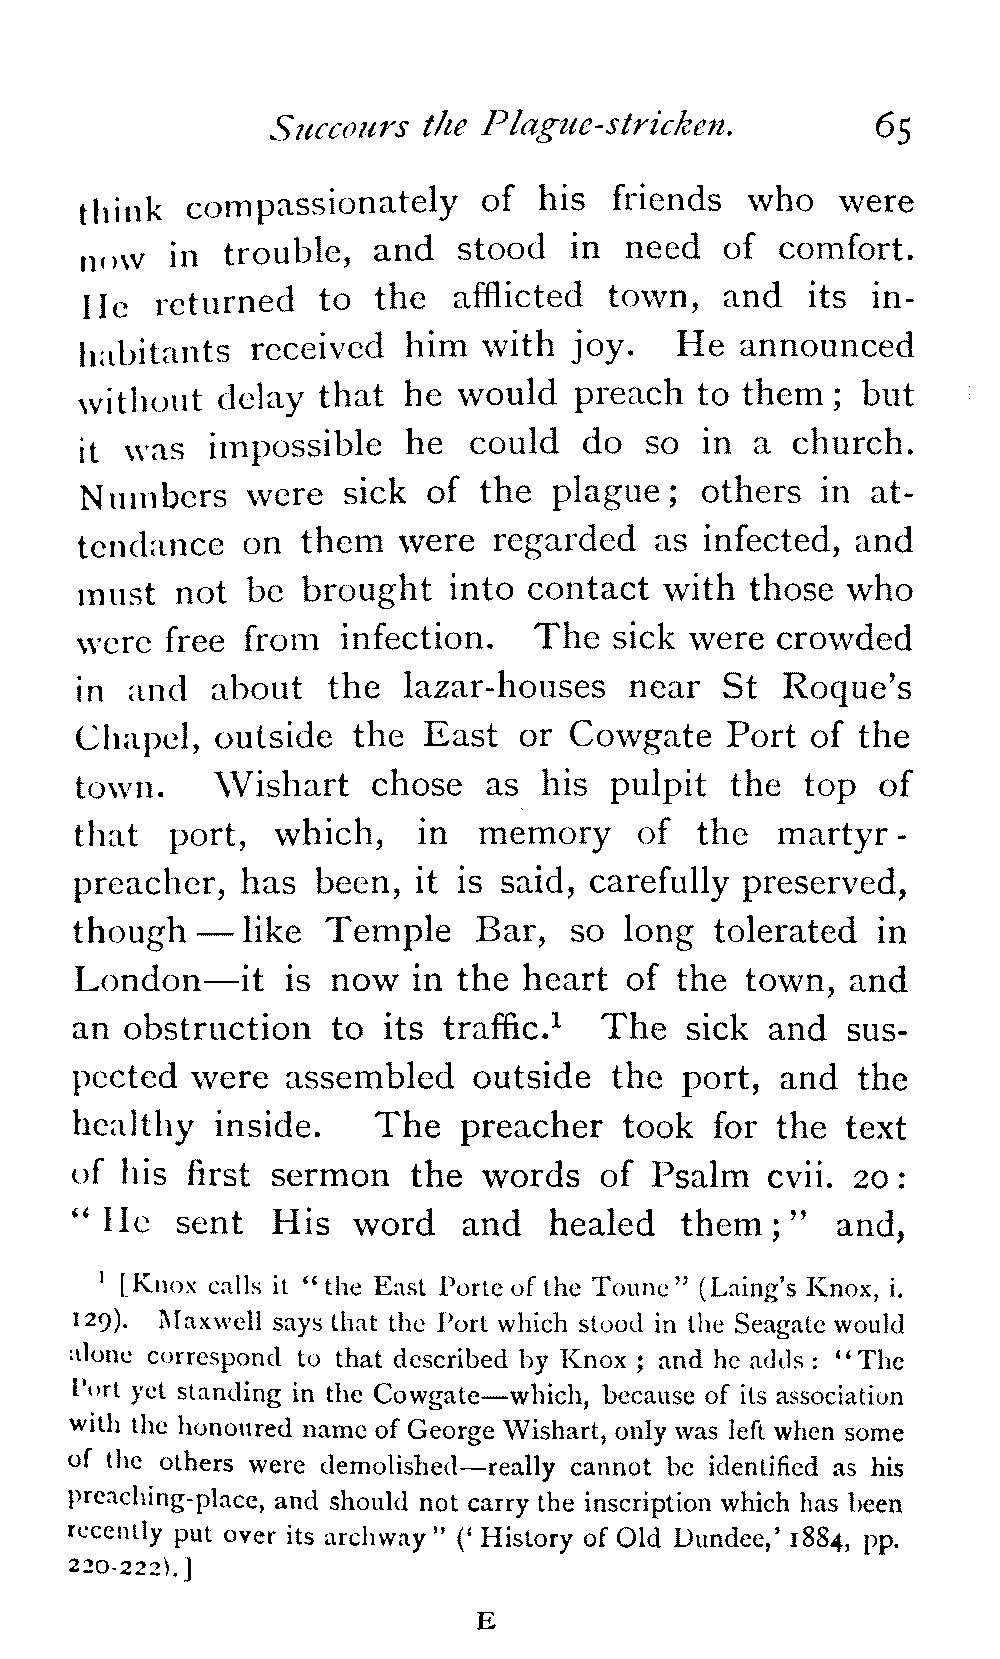 Succours the Plague-stricken. 65
think compassionately of his friends who were
now in trouble, and stood in need of comfort.
He returned to the afflicted town, and its in-
habitants received him with joy. He announced
without delay that he would preach to them; but
it was impossible he could do so in a church.
Numbers were sick of the plague; others in at-
tendance on them were regarded as infected, and
must not be brought into contact with those who
were free from infection. The sick were crowded
in and about the lazar-houses near St Roque's
Chapel, outside the East or Cowgate Port of the
town. Wishart chose as his pulpit the top of
that port, which, in memory of the martyr-
preacher, has been, it is said, carefully preserved,
though—like Temple Bar, so long tolerated in
London—it is now in the heart of the town, and
an obstruction to its traffic.¹ The sick and sus-
pected were assembled outside the port, and the
healthy inside. The preacher took for the text
of his first sermon the words of Psalm cvii. 20:
"He sent His word and healed them;" and,
¹ [Knox calls it "the East Porte of the Toune" (Laing's Knox, i.
129). Maxwell says that the Port which stood in the Seagate would
alone correspond to that described by Knox; and he adds: "The
Port yet standing in the Cowgate—which, because of its association
with the honoured name of George Wishart, only was left when some
of the others were demolished—really cannot be identified as his
preaching-place, and should not carry the inscription which has been
recently put over its archway" ('History of Old Dundee,' 1884, pp.
220-222).]
E